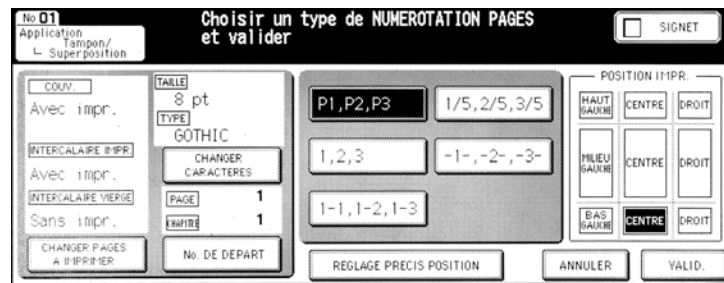 No 01
Application
Tampon/
Superposition
Choisir un type de NUMEROTATION PAGES
et valider
SIGNET
COUV.
Avec impr.
INTERCALAIRE IMPR
Avec impr.
INTERCALAIRE VIERGE
Sans impr.
CHANGER PAGES
A IMPRIMER
TAILLE
8 pt
TYPE
GOTHIC
CHANGER
CARACTERES
PAGE 1
CHAPITRE 1
No. DE DEPART
P1,P2,P3
1/5,2/5,3/5
1,2,3
-1-,-2-,-3-
1-1,1-2,1-3
POSITION IMPR.
HAUT
GAUCHE
CENTRE
DROIT
MILIEU
GAUCHE
CENTRE
DROIT
BAS
GAUCHE
CENTRE
DROIT
REGLAGE PRECIS POSITION
ANNULER
VALID.